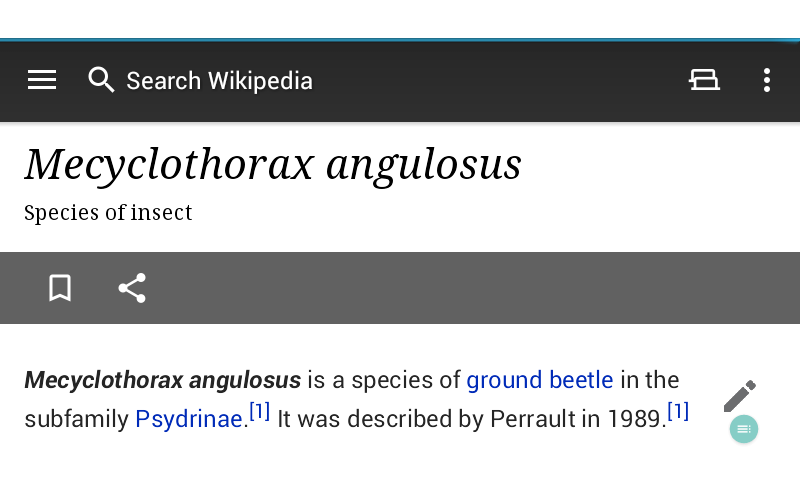 Search Wikipedia
Mecyclothorax angulosus
Species of insect
Mecyclothorax angulosus is a species of ground beetle in the
subfamily Psydrinae.[1] It was described by Perrault in 1989.[1]